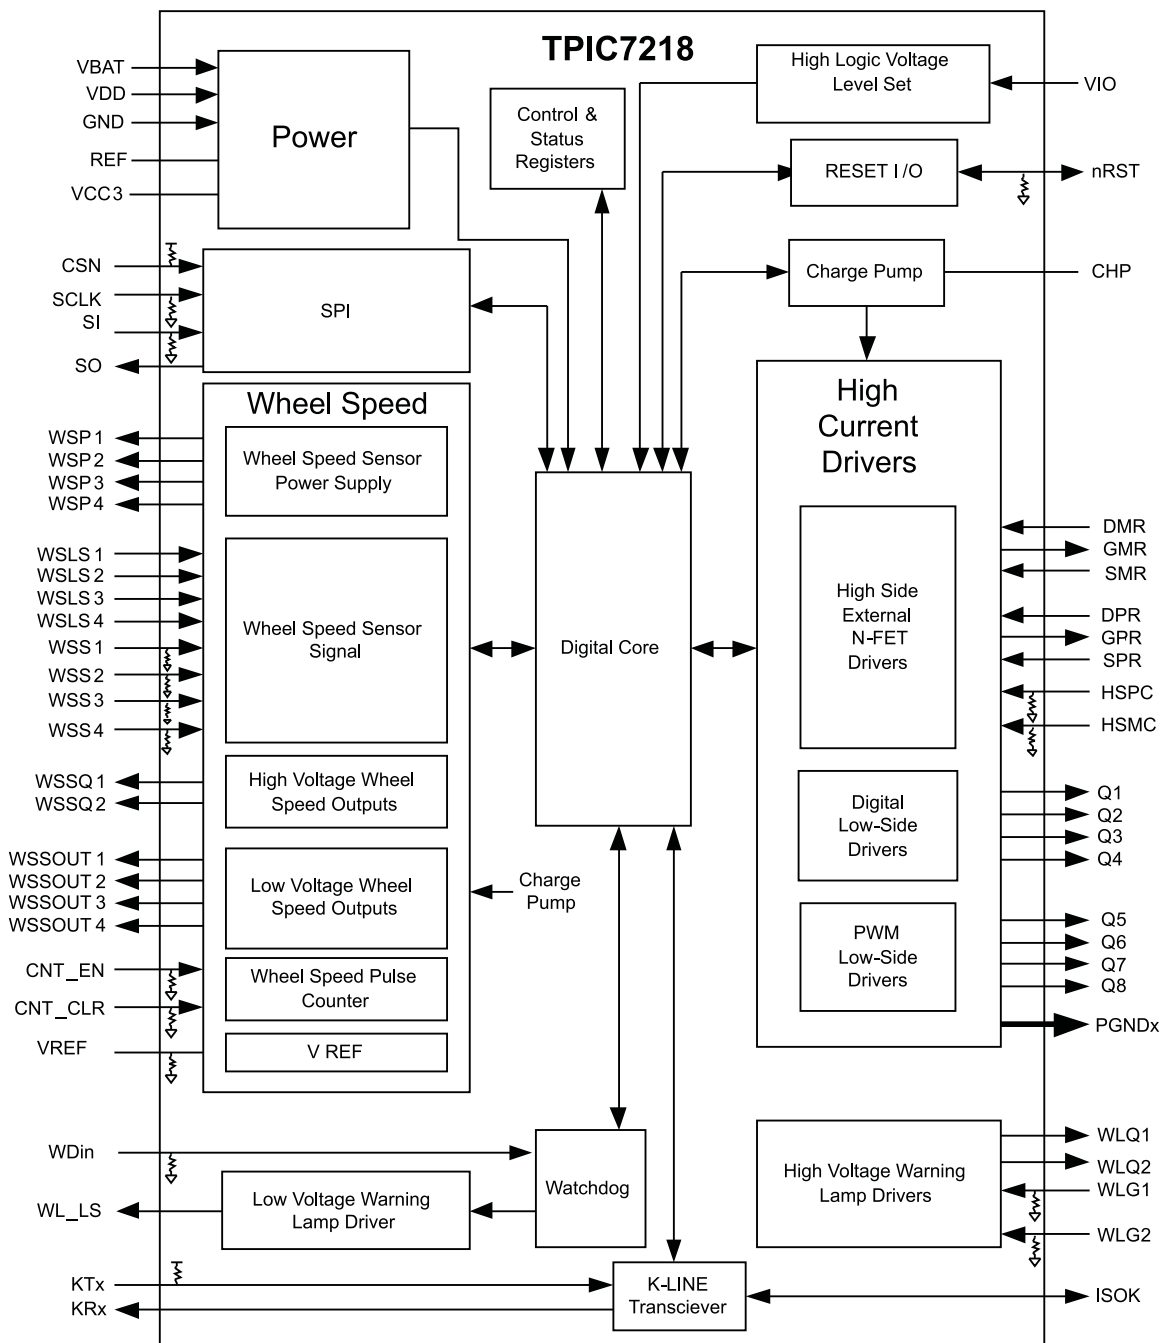 TPIC7218
VBAT
VDD
GND
REF
VCC3
Power
Control &
Status
Registers
High Logic Voltage
Level Set
VIO
RESET I/O
nRST
CSN
SCLK
SI
SO
SPI
Charge Pump
CHP
Wheel Speed
WSP1
WSP2
WSP3
WSP4
Wheel Speed Sensor
Power Supply
WSLS1
WSLS2
WSLS3
WSLS4
WSS1
WSS2
WSS3
WSS4
Wheel Speed Sensor
Signal
WSSQ1
WSSQ2
High Voltage Wheel
Speed Outputs
WSSOUT1
WSSOUT2
WSSOUT3
WSSOUT4
Low Voltage Wheel
Speed Outputs
Charge
Pump
CNT_EN
CNT_CLR
Wheel Speed Pulse
Counter
VREF
V REF
Digital Core
High
Current
Drivers
High Side
External
N-FET
Drivers
DMR
GMR
SMR
DPR
GPR
SPR
HSPC
HSMC
Digital
Low-Side
Drivers
Q1
Q2
Q3
Q4
PWM
Low-Side
Drivers
Q5
Q6
Q7
Q8
PGNDx
WDin
Watchdog
WL_LS
Low Voltage Warning
Lamp Driver
High Voltage Warning
Lamp Drivers
WLQ1
WLQ2
WLG1
WLG2
KTx
KRx
K-LINE
Transciever
ISOK